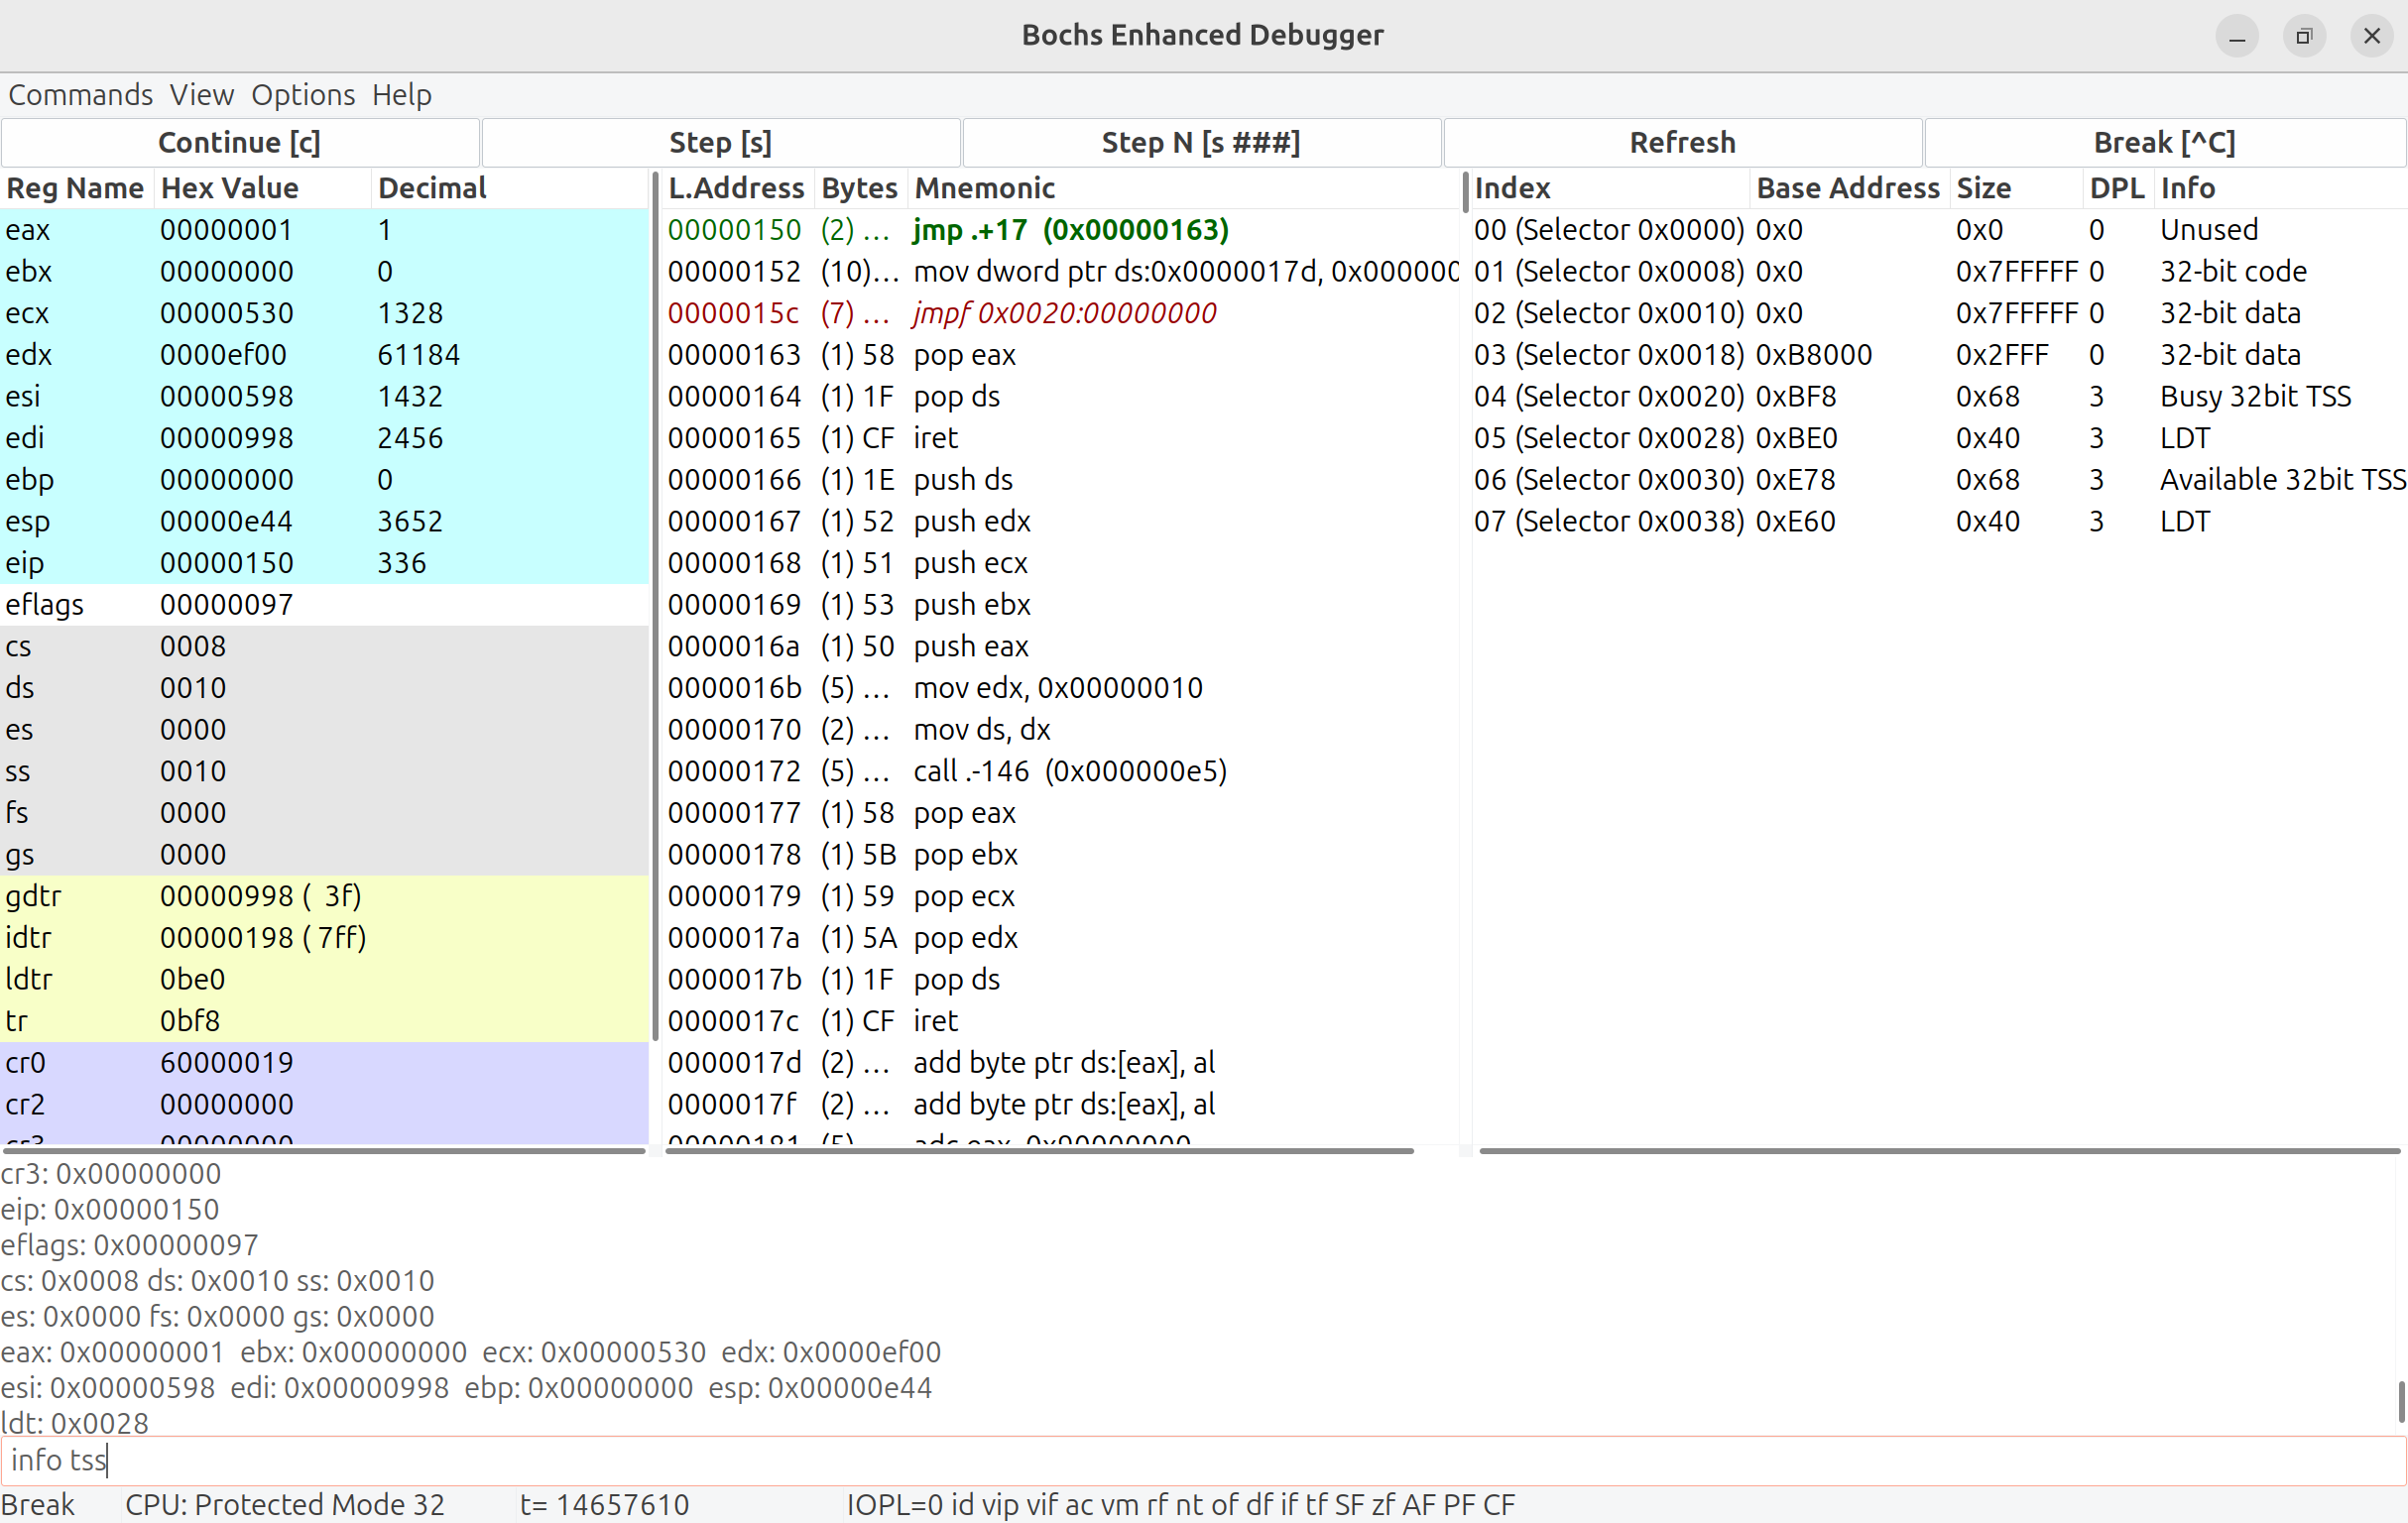 Bochs Enhanced Debugger
Commands View Options Help
Continue [c] Step [s] Step N [s ###] Refresh Break [^C]
Reg Name Hex Value Decimal
eax 00000001 1
ebx 00000000 0
ecx 00000530 1328
edx 0000ef00 61184
esi 00000598 1432
edi 00000998 2456
ebp 00000000 0
esp 00000e44 3652
eip 00000150 336
eflags 00000097
cs 0008
ds 0010
es 0000
ss 0010
fs 0000
gs 0000
gdtr 00000998 ( 3f)
idtr 00000198 ( 7ff)
ldtr 0be0
tr 0bf8
cr0 60000019
cr2 00000000
cr3 00000000
L.Address Bytes Mnemonic
00000150 (2) ... jmp .+17 (0x00000163)
00000152 (10)... mov dword ptr ds:0x0000017d, 0x000000
0000015c (7) ... jmpf 0x0020:00000000
00000163 (1) 58 pop eax
00000164 (1) 1F pop ds
00000165 (1) CF iret
00000166 (1) 1E push ds
00000167 (1) 52 push edx
00000168 (1) 51 push ecx
00000169 (1) 53 push ebx
0000016a (1) 50 push eax
0000016b (5) ... mov edx, 0x00000010
00000170 (2) ... mov ds, dx
00000172 (5) ... call .-146 (0x000000e5)
00000177 (1) 58 pop eax
00000178 (1) 5B pop ebx
00000179 (1) 59 pop ecx
0000017a (1) 5A pop edx
0000017b (1) 1F pop ds
0000017c (1) CF iret
0000017d (2) ... add byte ptr ds:[eax], al
0000017f (2) ... add byte ptr ds:[eax], al
00000181 (5) ... adc eax, 0x90000000
Index Base Address Size DPL Info
00 (Selector 0x0000) 0x0 0x0 0 Unused
01 (Selector 0x0008) 0x0 0x7FFFFF 0 32-bit code
02 (Selector 0x0010) 0x0 0x7FFFFF 0 32-bit data
03 (Selector 0x0018) 0xB8000 0x2FFF 0 32-bit data
04 (Selector 0x0020) 0xBF8 0x68 3 Busy 32bit TSS
05 (Selector 0x0028) 0xBE0 0x40 3 LDT
06 (Selector 0x0030) 0xE78 0x68 3 Available 32bit TSS
07 (Selector 0x0038) 0xE60 0x40 3 LDT
cr3: 0x00000000
eip: 0x00000150
eflags: 0x00000097
cs: 0x0008 ds: 0x0010 ss: 0x0010
es: 0x0000 fs: 0x0000 gs: 0x0000
eax: 0x00000001 ebx: 0x00000000 ecx: 0x00000530 edx: 0x0000ef00
esi: 0x00000598 edi: 0x00000998 ebp: 0x00000000 esp: 0x00000e44
ldt: 0x0028
info tss
Break CPU: Protected Mode 32 t= 14657610 IOPL=0 id vip vif ac vm rf nt of df if tf SF zf AF PF CF